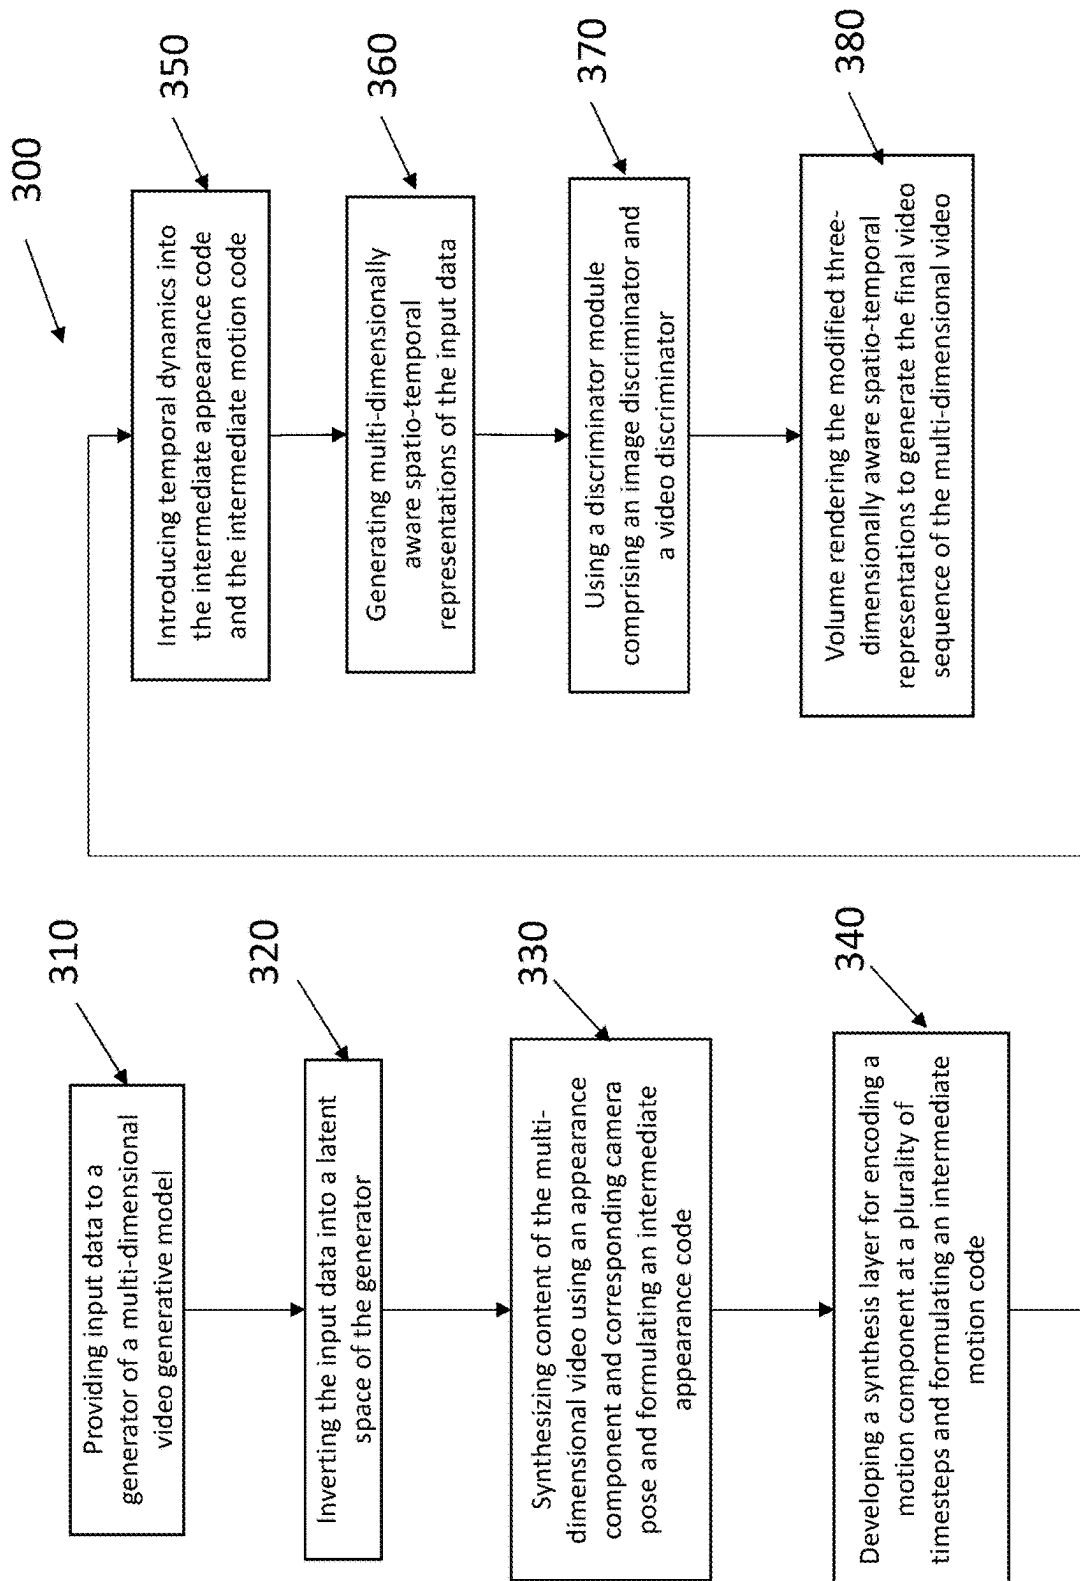 300
310
Providing input data to a
generator of a multi-dimensional
video generative model
320
Inverting the input data into a latent
space of the generator
330
Synthesizing content of the multi-
dimensional video using an appearance
component and corresponding camera
pose and formulating an intermediate
appearance code
340
Developing a synthesis layer for encoding a
motion component at a plurality of
timesteps and formulating an intermediate
motion code
350
Introducing temporal dynamics into
the intermediate appearance code
and the intermediate motion code
360
Generating multi-dimensionally
aware spatio-temporal
representations of the input data
370
Using a discriminator module
comprising an image discriminator and
a video discriminator
380
Volume rendering the modified three-
dimensionally aware spatio-temporal
representations to generate the final video
sequence of the multi-dimensional video